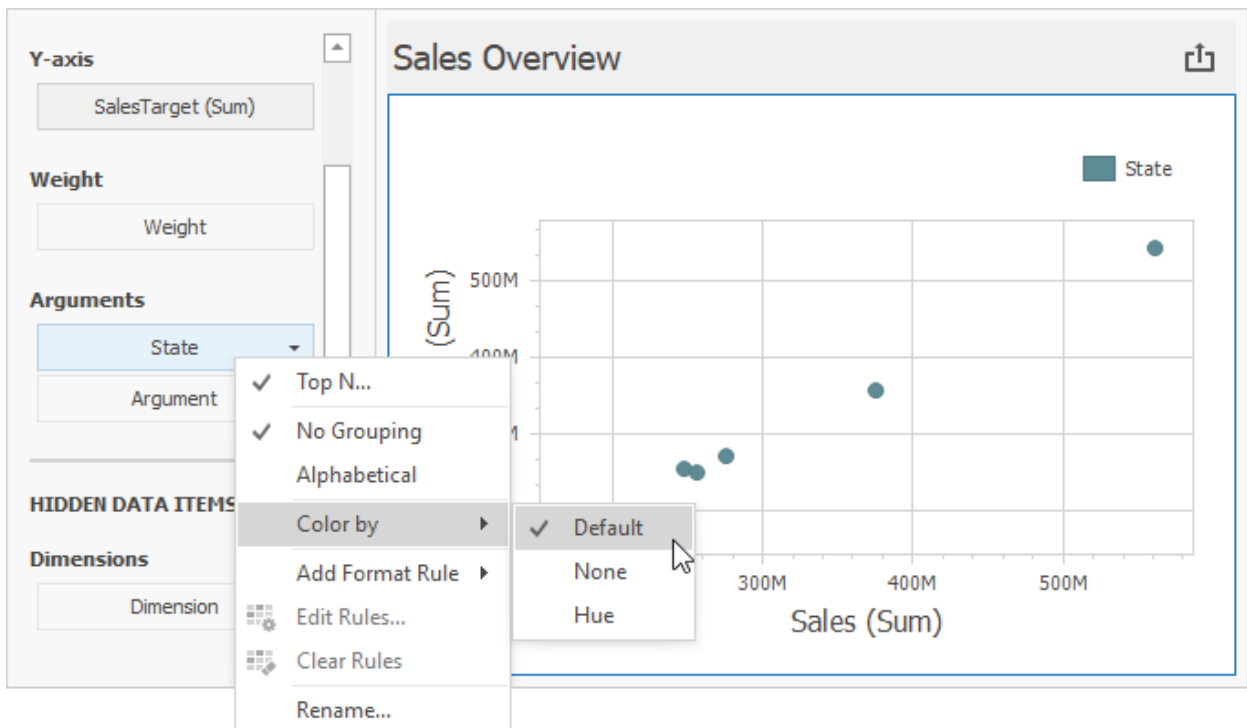 Y-axis
SalesTarget (Sum)
Weight
Weight
Arguments
State
Argument
HIDDEN DATA ITEMS
Dimensions
Dimension
Top N...
No Grouping
Alphabetical
Color by
Add Format Rule
Edit Rules...
Clear Rules
Rename...
Default
None
Hue
Sales Overview
State
(Sum)
500M
400M
300M
400M
500M
Sales (Sum)